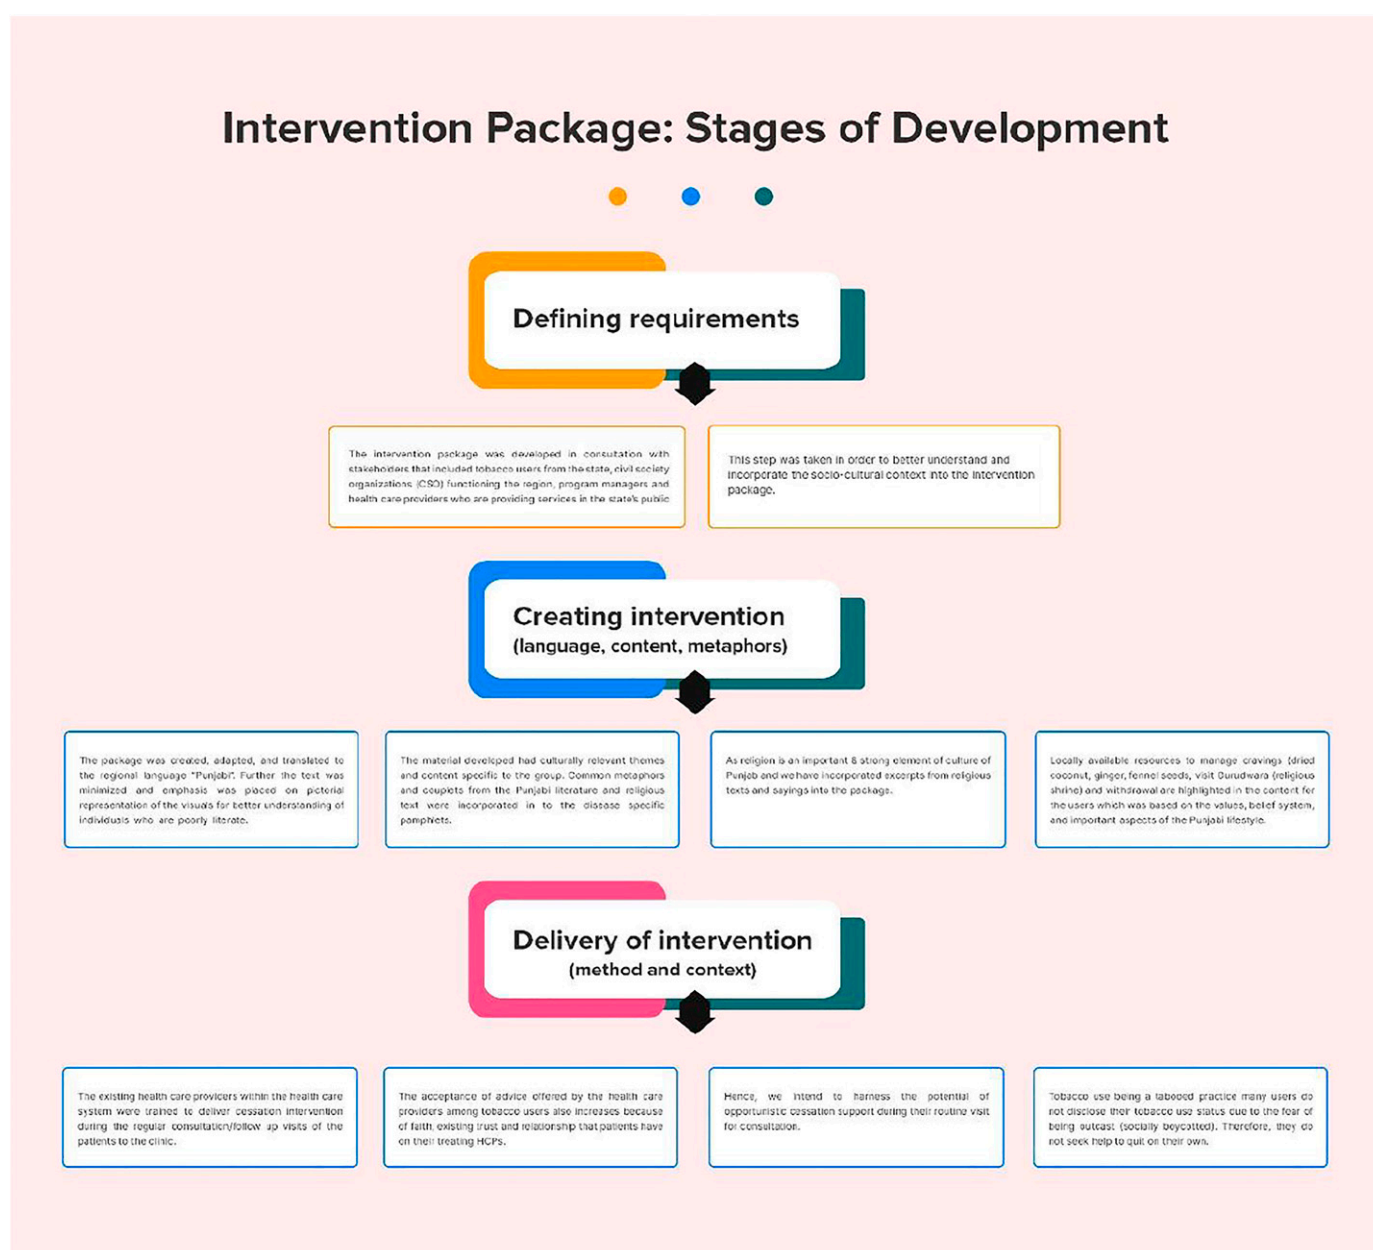 Intervention Package: Stages of Development
Defining requirements
The intervention package was developed in consultation with
stakeholders that included tobacco users from the state, civil society
organizations (CSO) functioning the region, program managers and
health care providers who are providing services in the state's public
This step was taken in order to better understand and
incorporate the socio-cultural context into the intervention
package.
Creating intervention
(language, content, metaphors)
The package was created, adapted, and translated to
the regional language "Punjabi". Further the text was
minimized and emphasis was placed on pictorial
representation of the visuals for better understanding of
individuals who are poorly literate.
The material developed had culturally relevant themes
and content specific to the group. Common metaphors
and couplets from the Punjabi literature and religious
text were incorporated in to the disease specific
pamphlets.
As religion is an important & strong element of culture of
Punjab and we have incorporated excerpts from religious
texts and sayings into the package.
Locally available resources to manage cravings (dried
coconut, ginger, fennel seeds, visit Gurudwara (religious
shrine) and withdrawal are highlighted in the content for
the users which was based on the values, belief system,
and important aspects of the Punjabi lifestyle.
Delivery of intervention
(method and context)
The existing health care providers within the health care
system were trained to deliver cessation intervention
during the regular consultation/follow up visits of the
patients to the clinic.
The acceptance of advice offered by the health care
providers among tobacco users also increases because
of faith, existing trust and relationship that patients have
on their treating HCPs.
Hence, we intend to harness the potential of
opportunistic cessation support during their routine visit
for consultation.
Tobacco use being a tabooed practice many users do
not disclose their tobacco use status due to the fear of
being outcast (socially boycotted). Therefore, they do
not seek help to quit on their own.